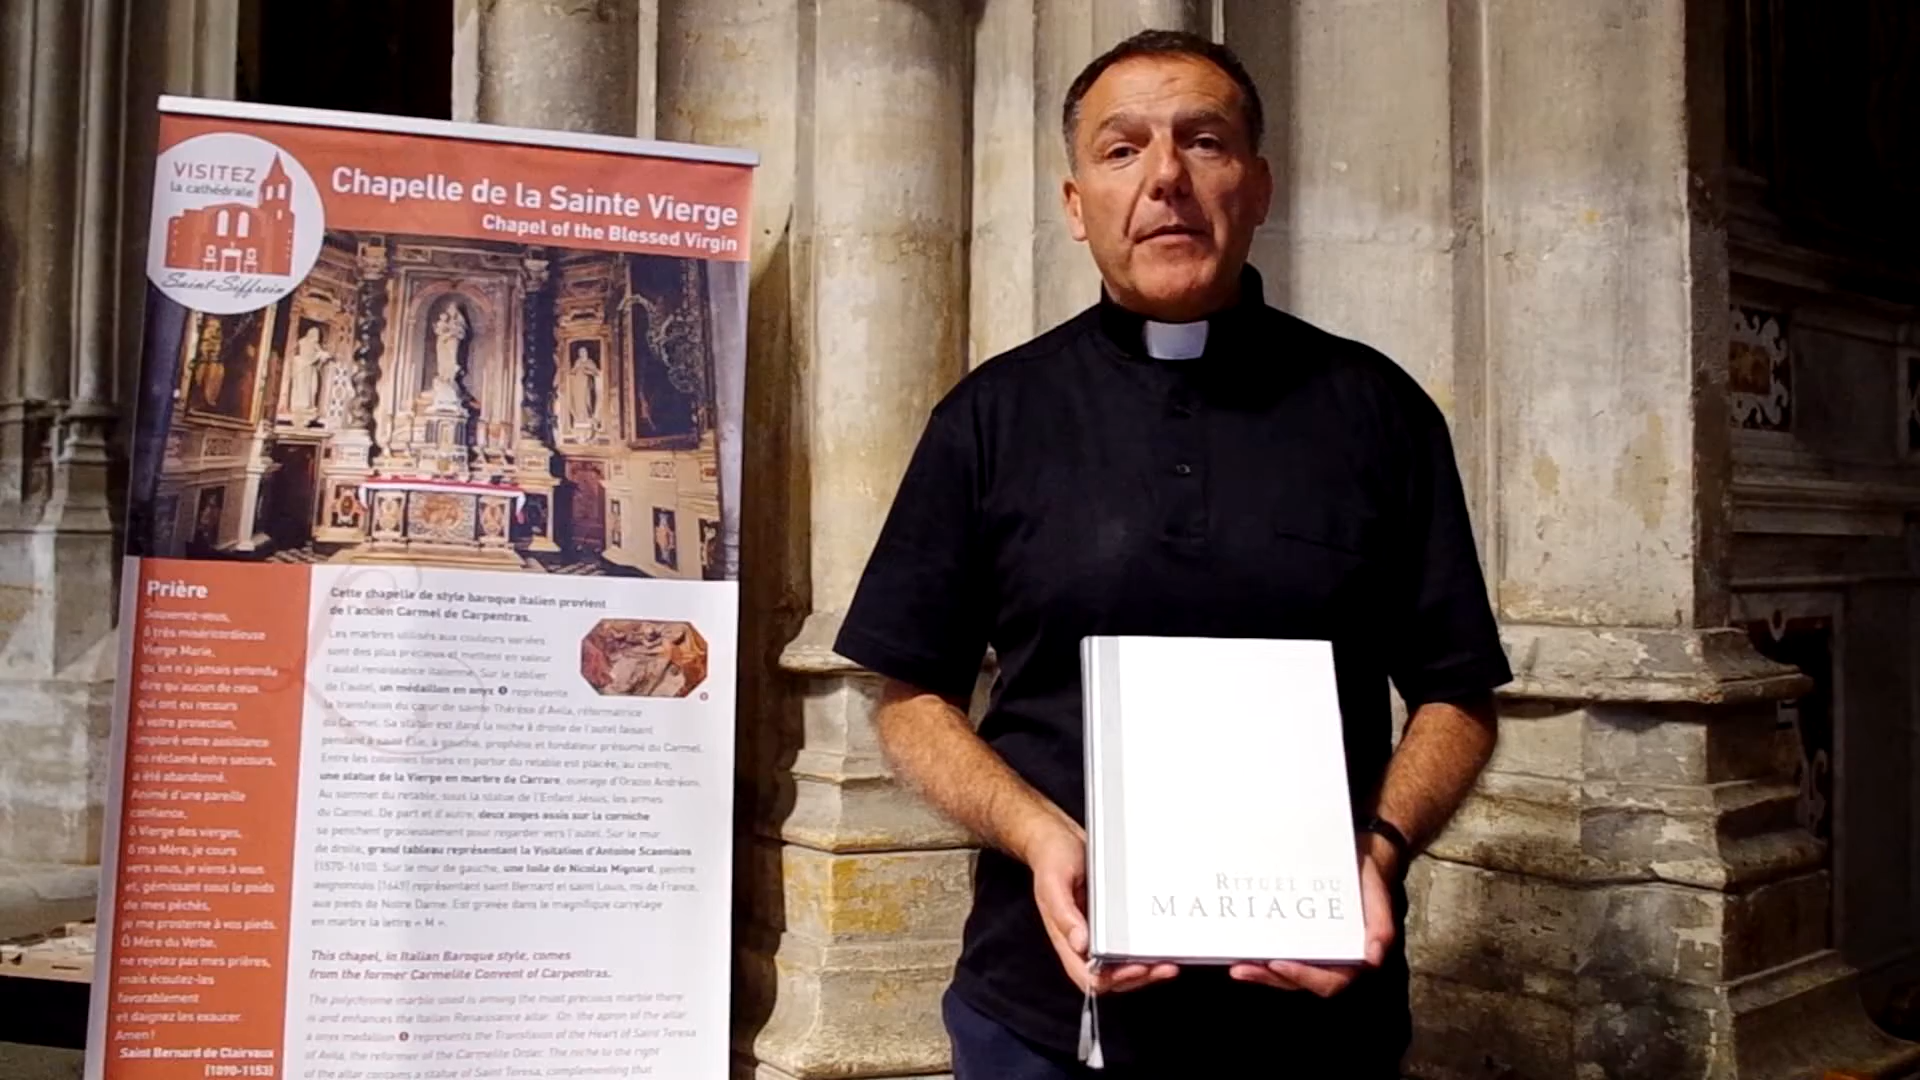 VISITEZ
la cathédrale
Saint-Siffrein
Chapelle de la Sainte Vierge
Chapel of the Blessed Virgin
Prière
Souvenez-vous,
ô très miséricordieuse
Vierge Marie,
qu'on n'a jamais entendu
dire qu'aucun de ceux
qui ont eu recours
à votre protection,
imploré votre assistance
ou réclamé votre secours,
a été abandonné.
Animé d'une pareille
confiance,
ô Vierge des vierges,
ô ma Mère, je cours
vers vous, je viens à vous
et, gémissant sous le poids
de mes péchés,
je me prosterne à vos pieds.
Ô Mère du Verbe,
ne rejetez pas mes prières,
mais écoutez-les
favorablement
et daignez les exaucer.
Amen !
Saint Bernard de Clairvaux
(1090-1153)
Cette chapelle de style baroque italien provient
de l'ancien Carmel de Carpentras.
Les marbres utilisés aux couleurs variées
sont des plus précieux et mettent en valeur
l'autel renaissance italienne. Sur le tablier
de l'autel, un médaillon en onyx représente
la transfixion du cœur de sainte Thérèse d'Avila, réformatrice
du Carmel. Sa statue est dans la niche à droite de l'autel faisant
pendant à saint Élie, à gauche, prophète et fondateur présumé du Carmel.
Entre les colonnes torses en portor du retable est placée, au centre,
une statue de la Vierge en marbre de Carrare, ouvrage d'Orazio Andréoni.
Au sommet du retable, sous la statue de l'Enfant Jésus, les armes
du Carmel. De part et d'autre, deux anges assis sur la corniche
se penchent gracieusement pour regarder vers l'autel. Sur le mur
de droite, grand tableau représentant la Visitation d'Antoine Scaenians
(1570-1610). Sur le mur de gauche, une toile de Nicolas Mignard, peintre
avignonnais (1649) représentant saint Bernard et saint Louis, roi de France,
aux pieds de Notre Dame. Est gravée dans le magnifique carrelage
en marbre la lettre « M ».
This chapel, in Italian Baroque style, comes
from the former Carmelite Convent of Carpentras.
The polychrome marble used is among the most precious marble there
is and enhances the Italian Renaissance altar. On the apron of the altar
a onyx medallion represents the Transfixion of the Heart of Saint Teresa
of Avila, the reformer of the Carmelite Order. The niche to the right
of the altar contains a statue of Saint Teresa, complementing that
RITUEL DU
MARIAGE